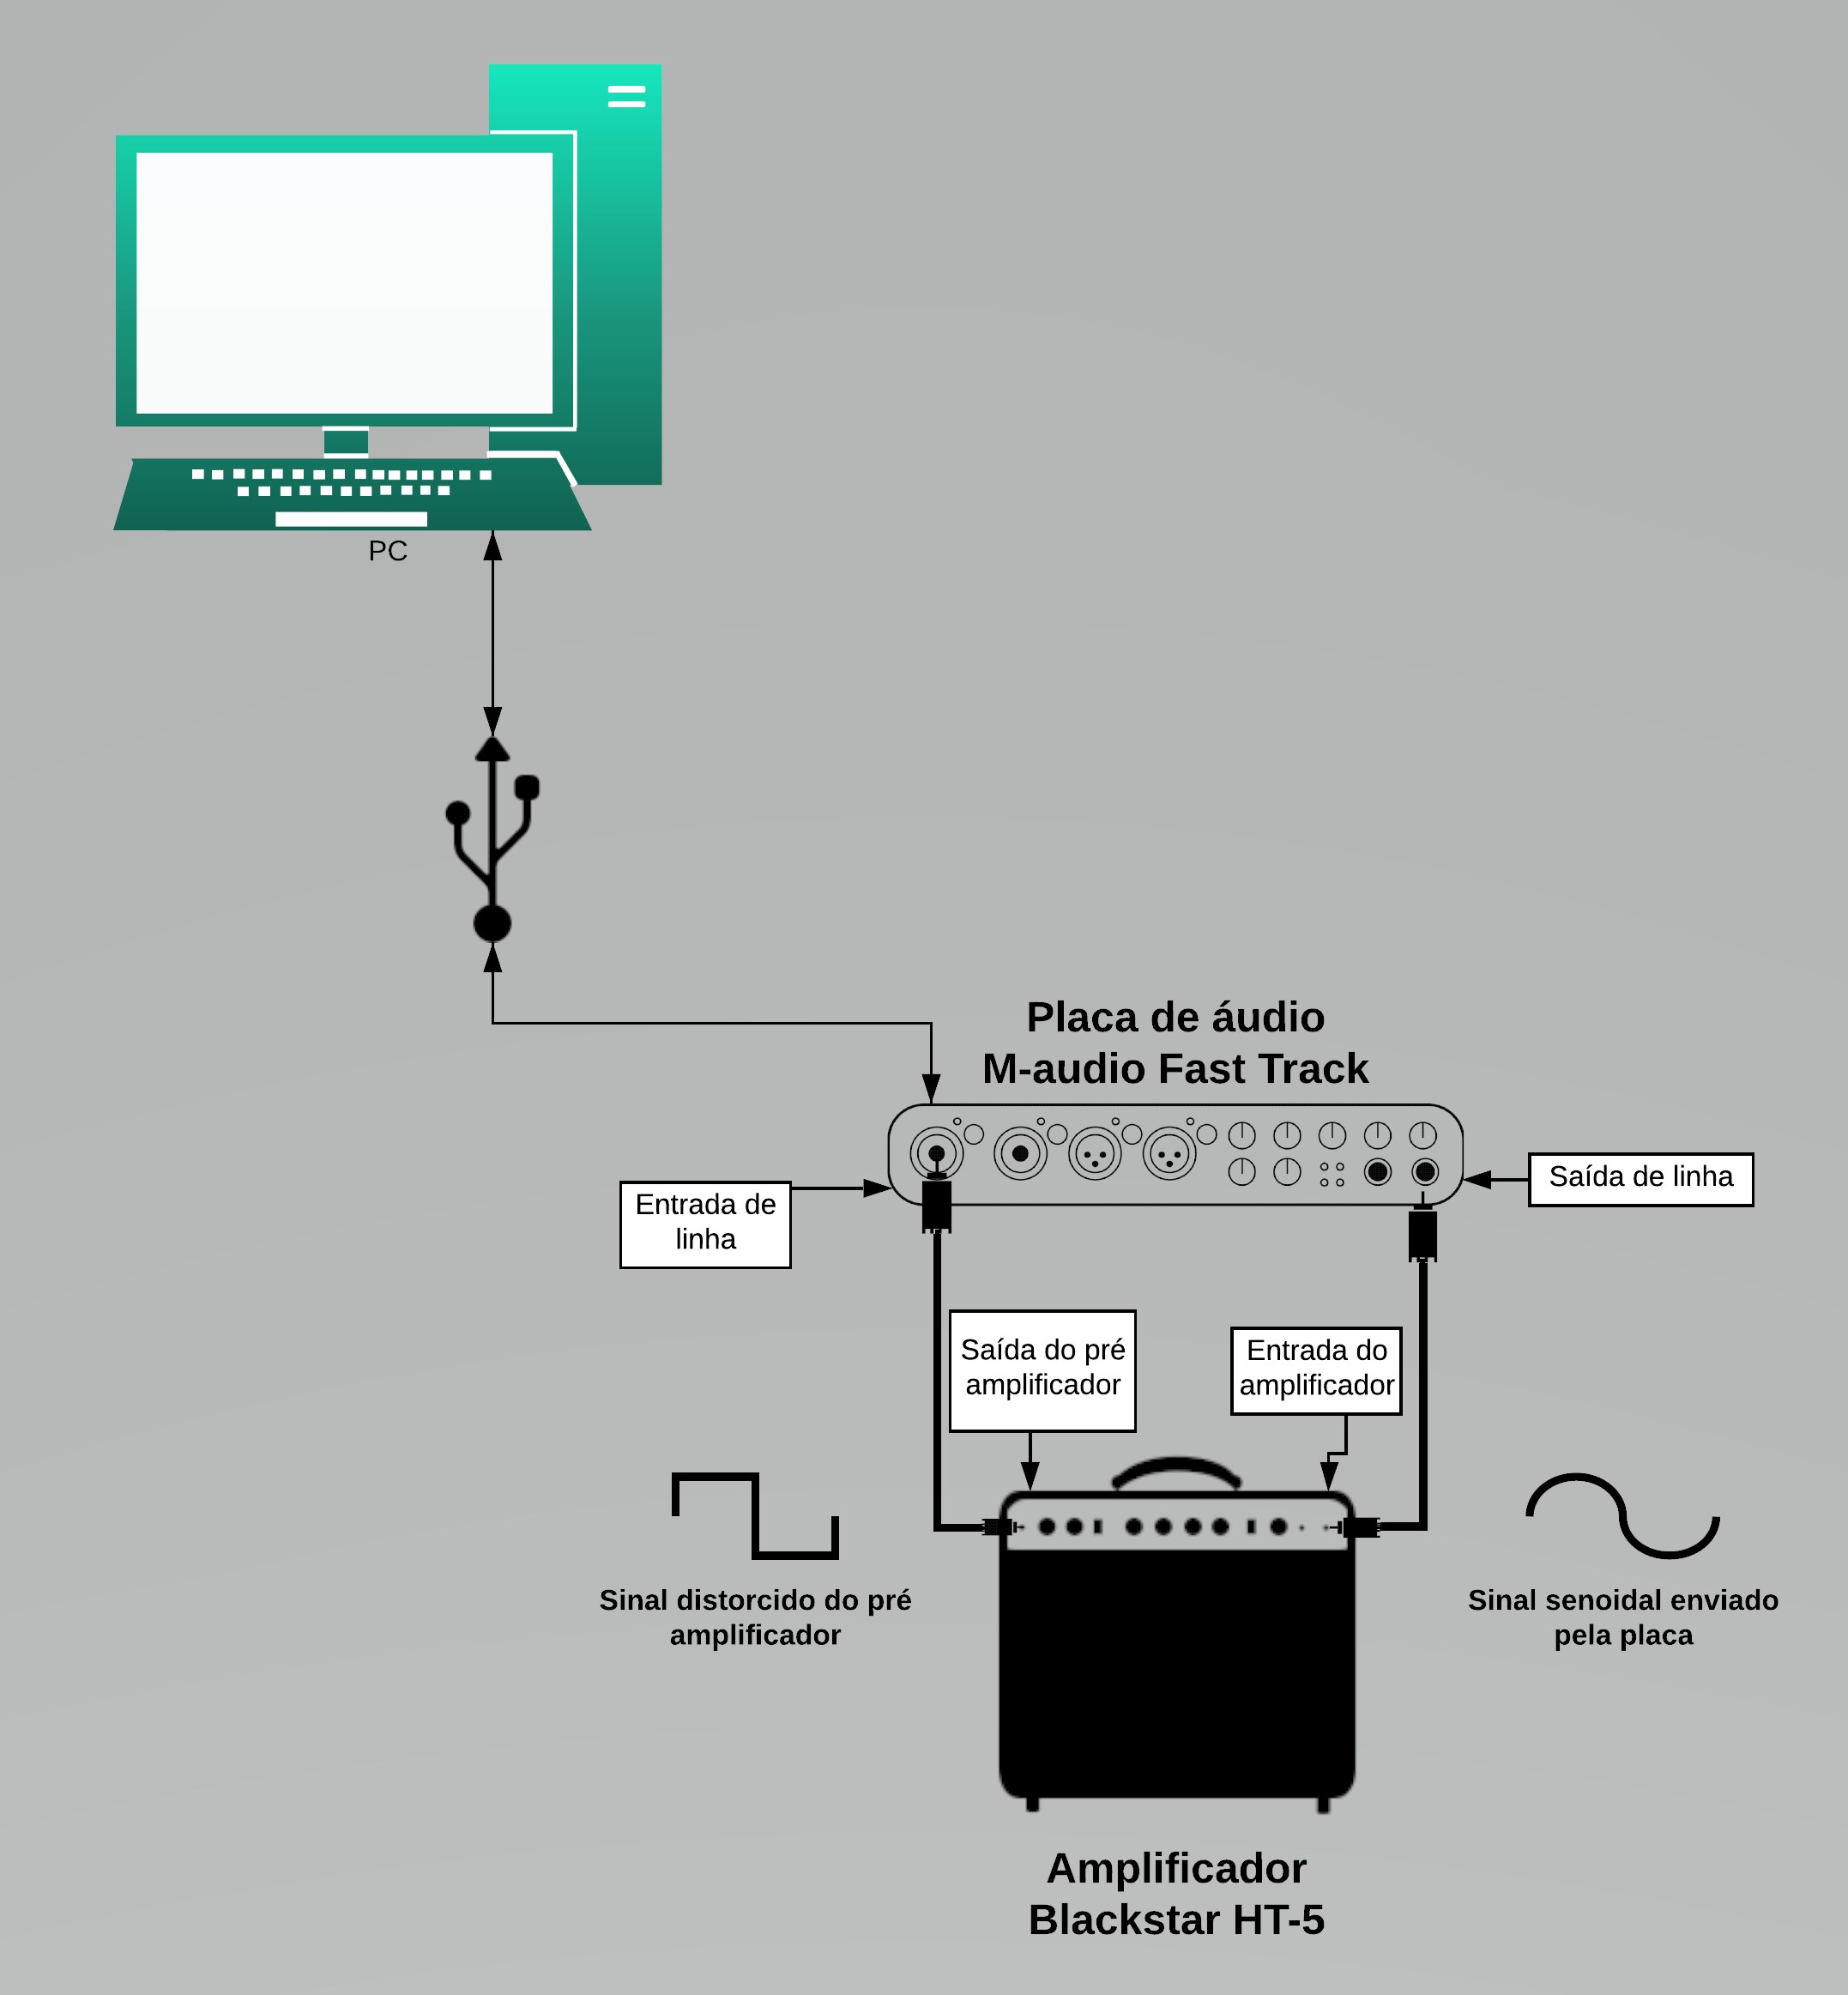 PC
Placa de áudio
M-audio Fast Track
Entrada de
linha
Saída de linha
Saída do pré
amplificador
Entrada do
amplificador
Sinal distorcido do pré
amplificador
Sinal senoidal enviado
pela placa
Amplificador
Blackstar HT-5